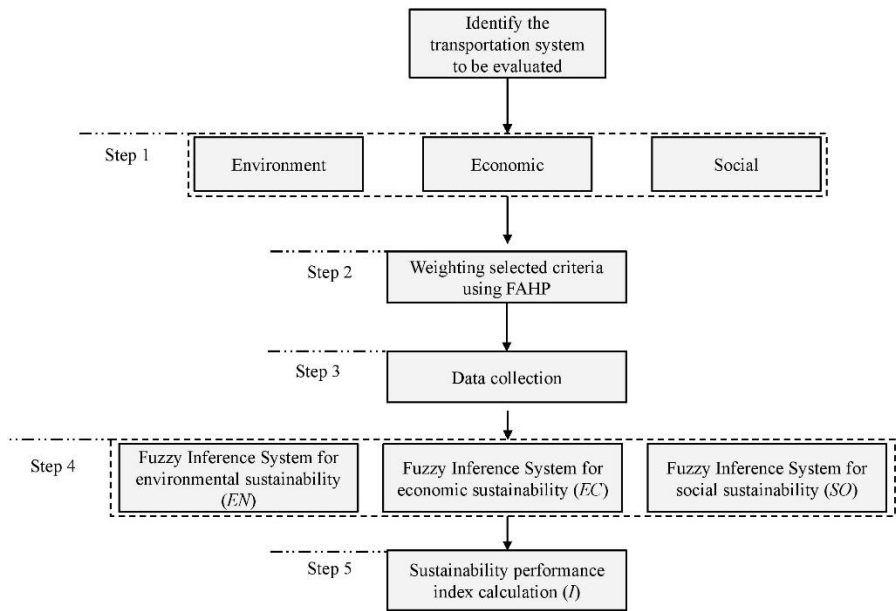 Identify the
transportation system
to be evaluated
Step 1
Environment
Economic
Social
Step 2
Weighting selected criteria
using FAHP
Step 3
Data collection
Step 4
Fuzzy Inference System for
environmental sustainability
(EN)
Fuzzy Inference System for
economic sustainability (EC)
Fuzzy Inference System for
social sustainability (SO)
Step 5
Sustainability performance
index calculation (I)